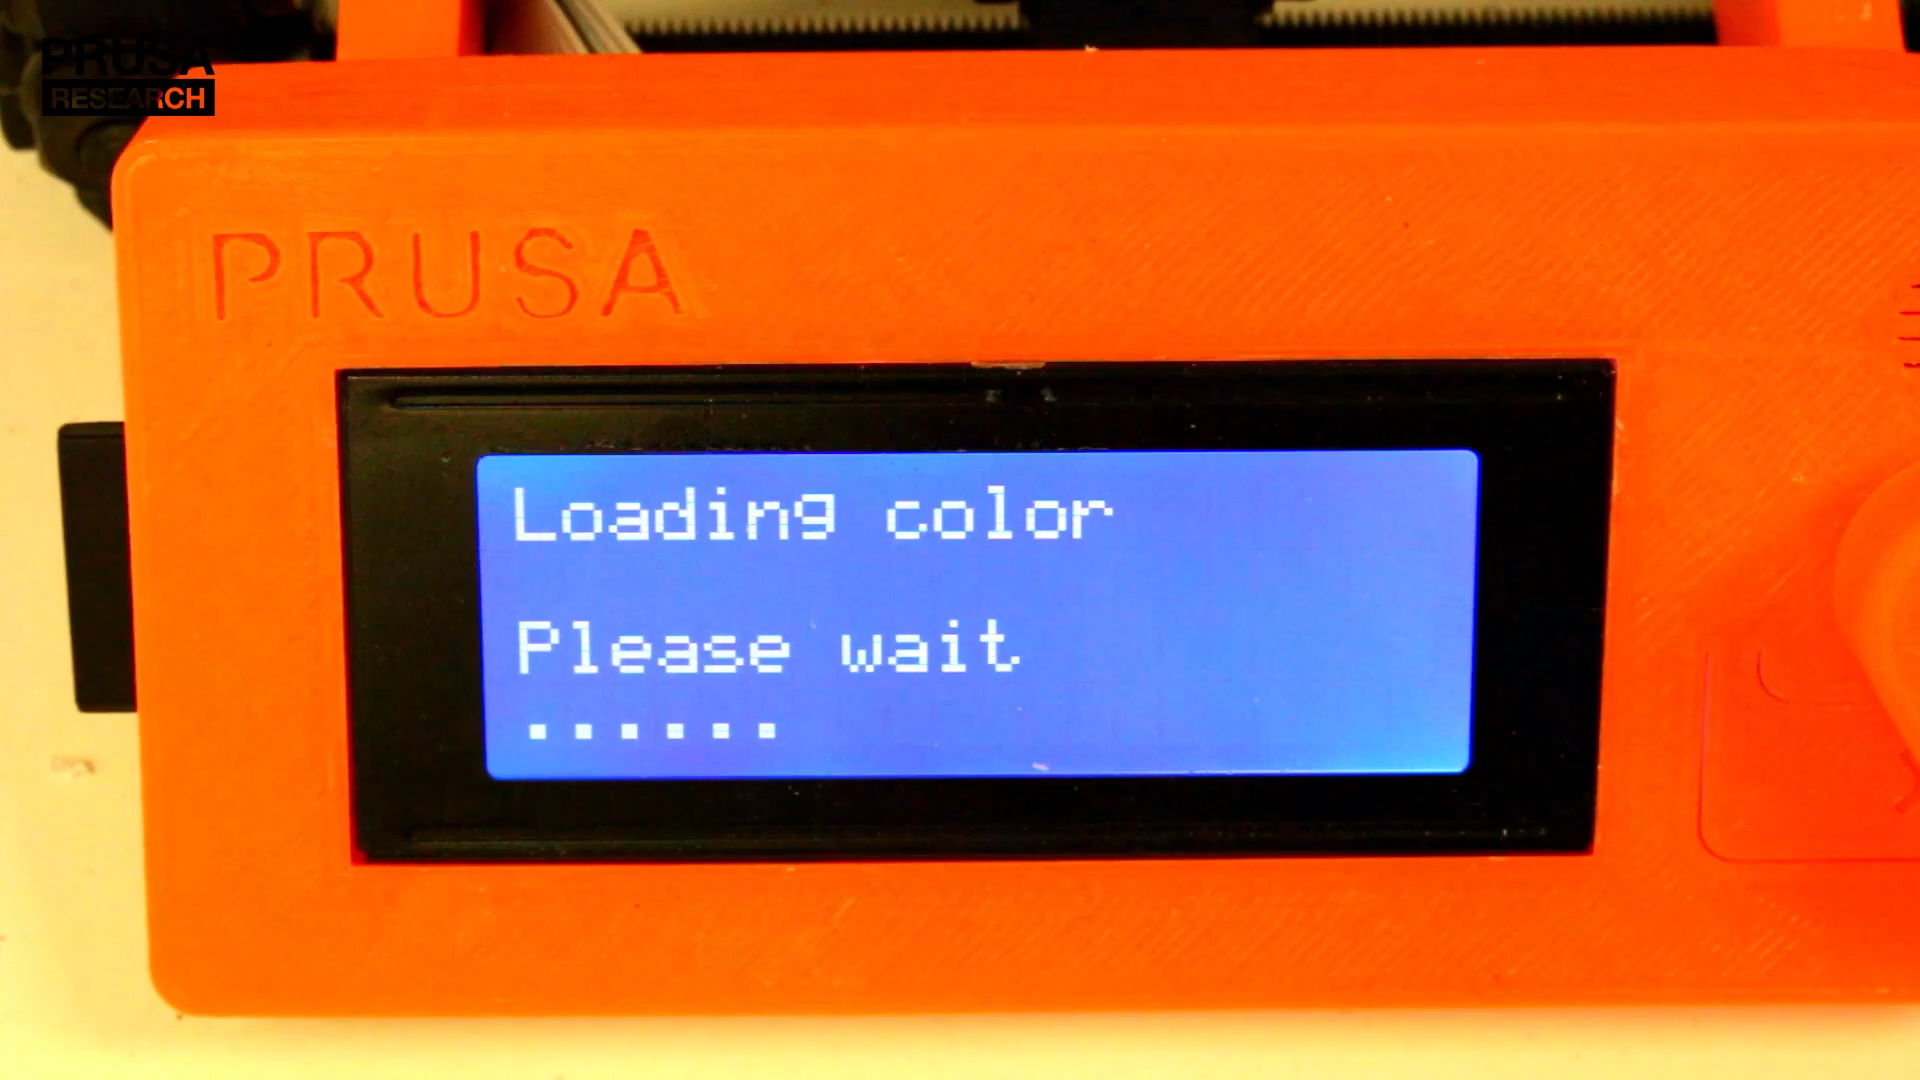 PRUSA
RESEARCH
PRUSA
Loading color
Please wait
......